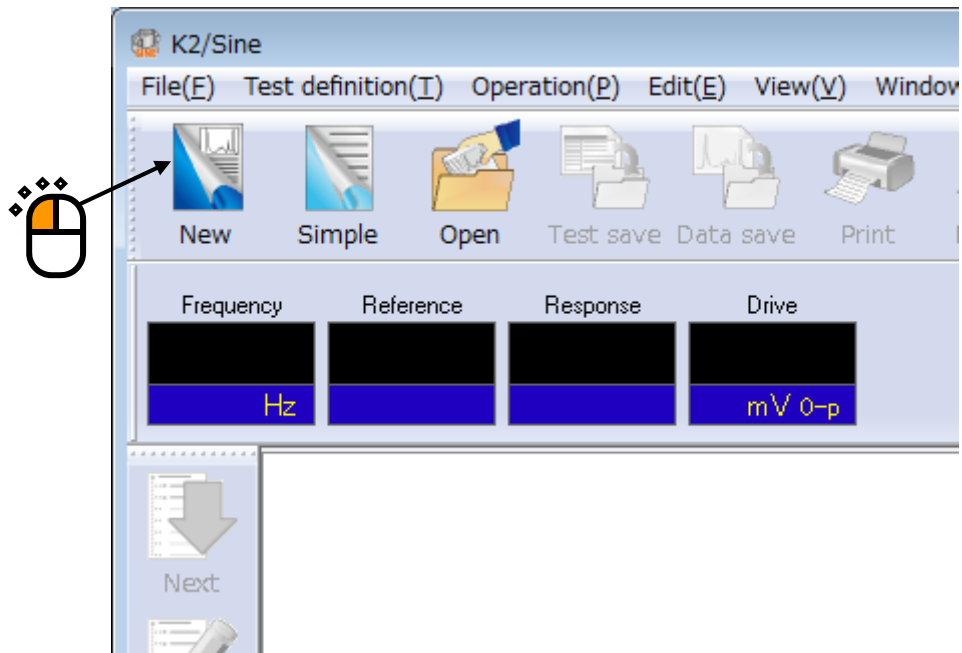 K2/Sine
File(F) Test definition(T) Operation(P) Edit(E) View(V) Window
New Simple Open Test save Data save Print
Frequency Reference Response Drive
Hz mV 0-p
Next